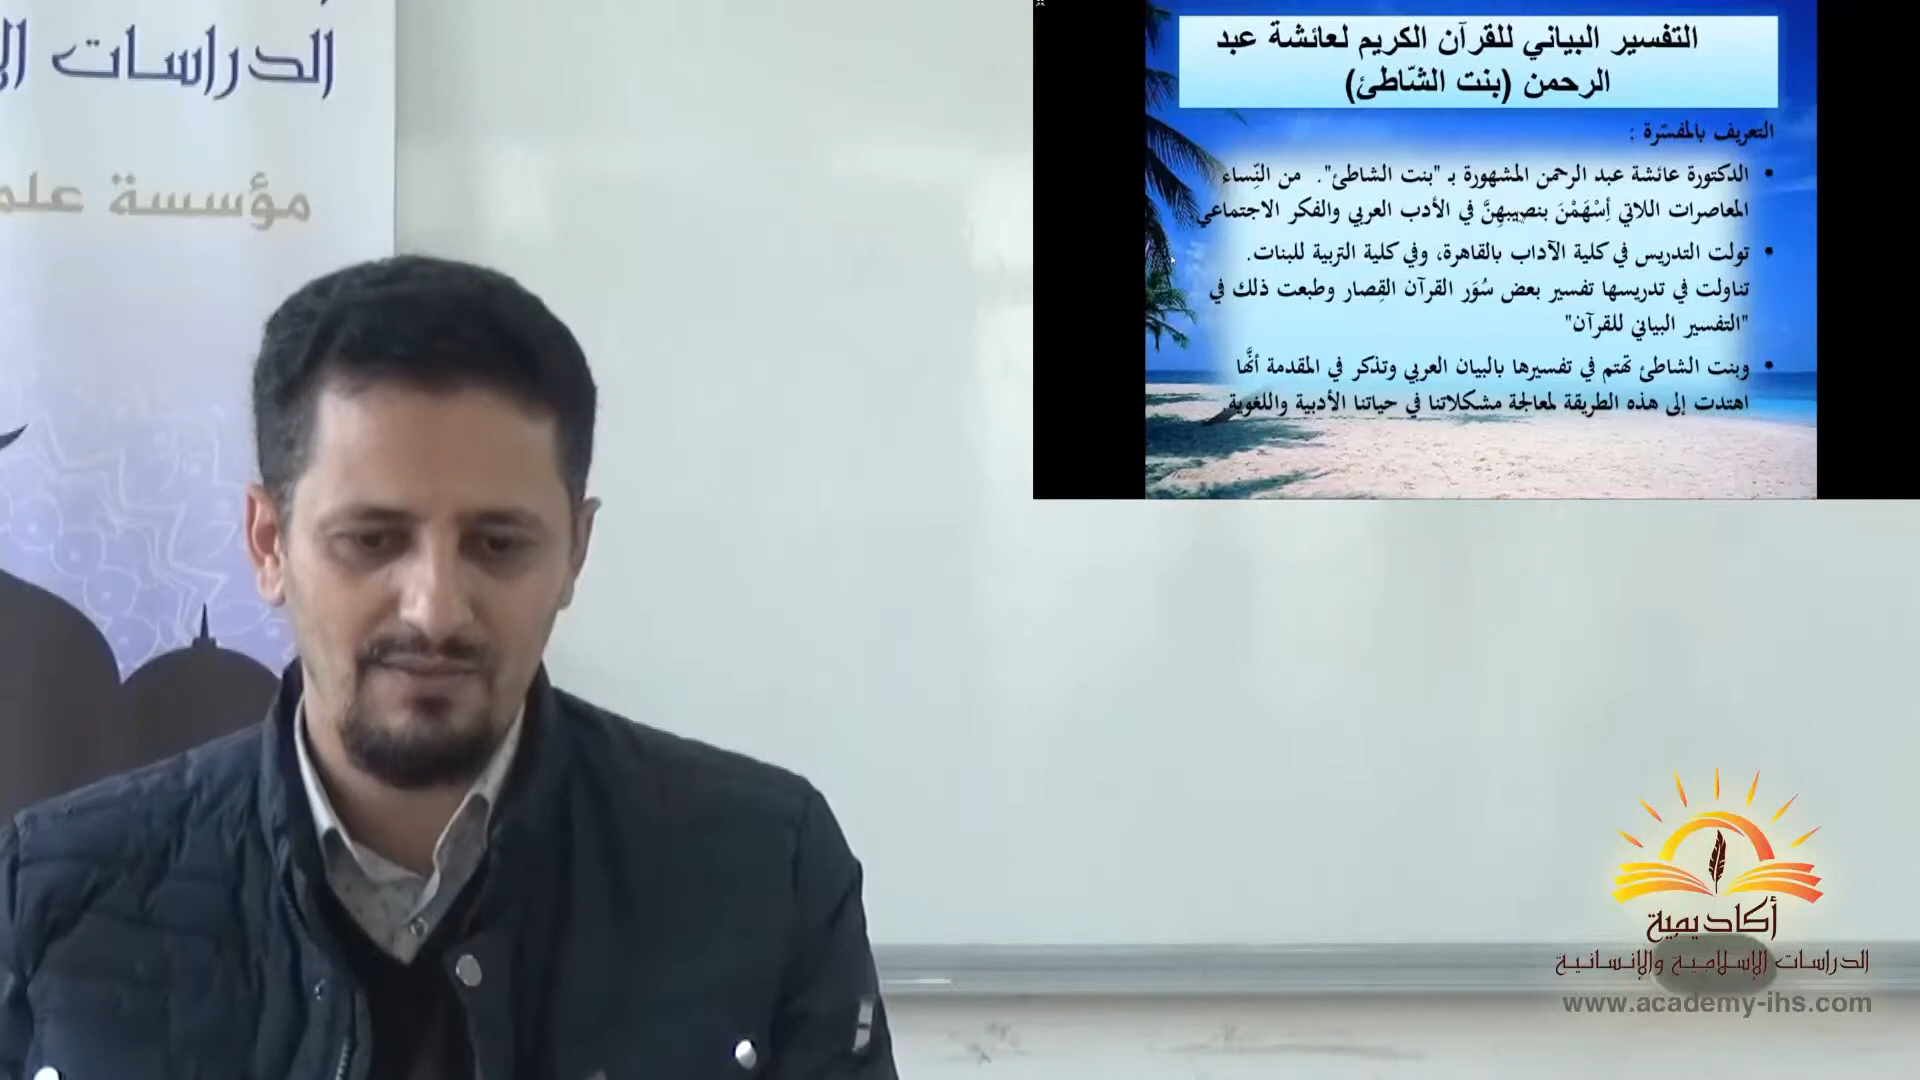 الدراسات
مؤسسة
التفسير البياني للقرآن الكريم لعائشة عبد
الرحمن (بنت الشّاطئ)
التعريف بالمفسّرة :
• الدكتورة عائشة عبد الرحمن المشهورة بـ "بنت الشاطئ". من النِّساء
المعاصرات اللاتي أِسْهَمْنَ بنصيبهِنَّ في الأدب العربي والفكر الاجتماعي
• تولت التدريس في كلية الآداب بالقاهرة، وفي كلية التربية للبنات.
تناولت في تدريسها تفسير بعض سُوَر القرآن القِصار وطبعت ذلك في
"التفسير البياني للقرآن"
• وبنت الشاطئ تهتم في تفسيرها بالبيان العربي وتذكر في المقدمة أنَّها
اهتدت إلى هذه الطريقة لمعالجة مشكلاتنا في حياتنا الأدبية واللغوية
أكاديمية
الدراسات الإسلامية والإنسانية
www.academy-ihs.com